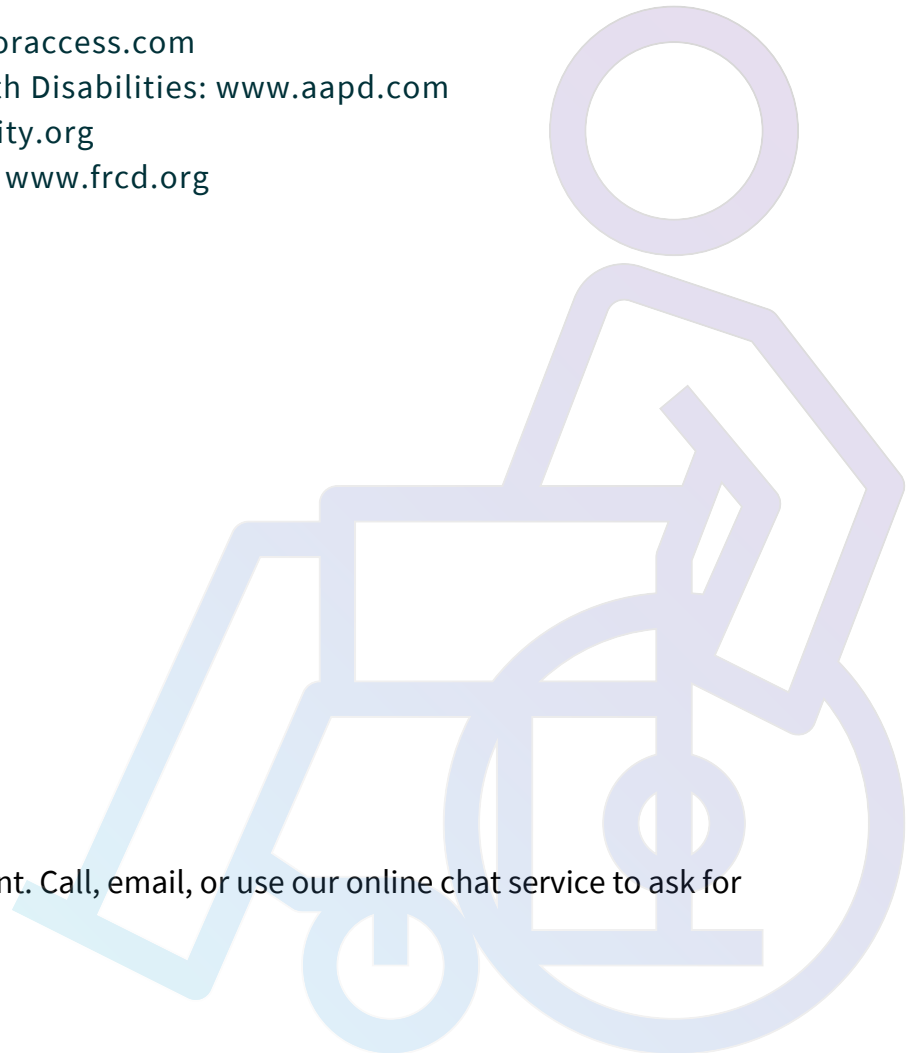 oraccess.com
th Disabilities: www.aapd.com
ity.org
www.frcd.org
nt. Call, email, or use our online chat service to ask for